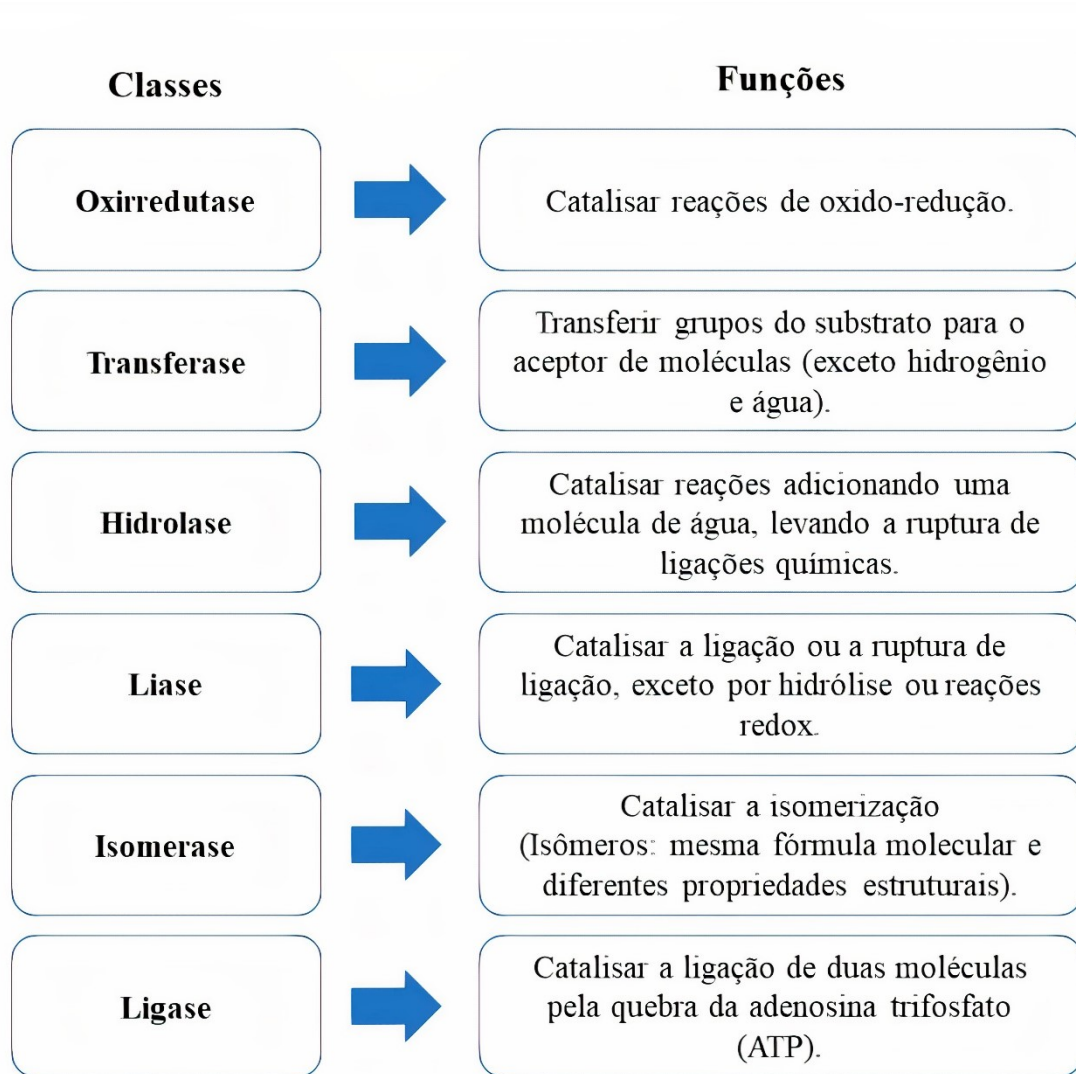 Classes
Funções
Oxirredutase
Catalisar reações de oxido-redução.
Transferase
Transferir grupos do substrato para o
aceptor de moléculas (exceto hidrogênio
e água).
Hidrolase
Catalisar reações adicionando uma
molécula de água, levando a ruptura de
ligações químicas.
Liase
Catalisar a ligação ou a ruptura de
ligação, exceto por hidrólise ou reações
redox.
Isomerase
Catalisar a isomerização
(Isômeros: mesma fórmula molecular e
diferentes propriedades estruturais).
Ligase
Catalisar a ligação de duas moléculas
pela quebra da adenosina trifosfato
(ATP).